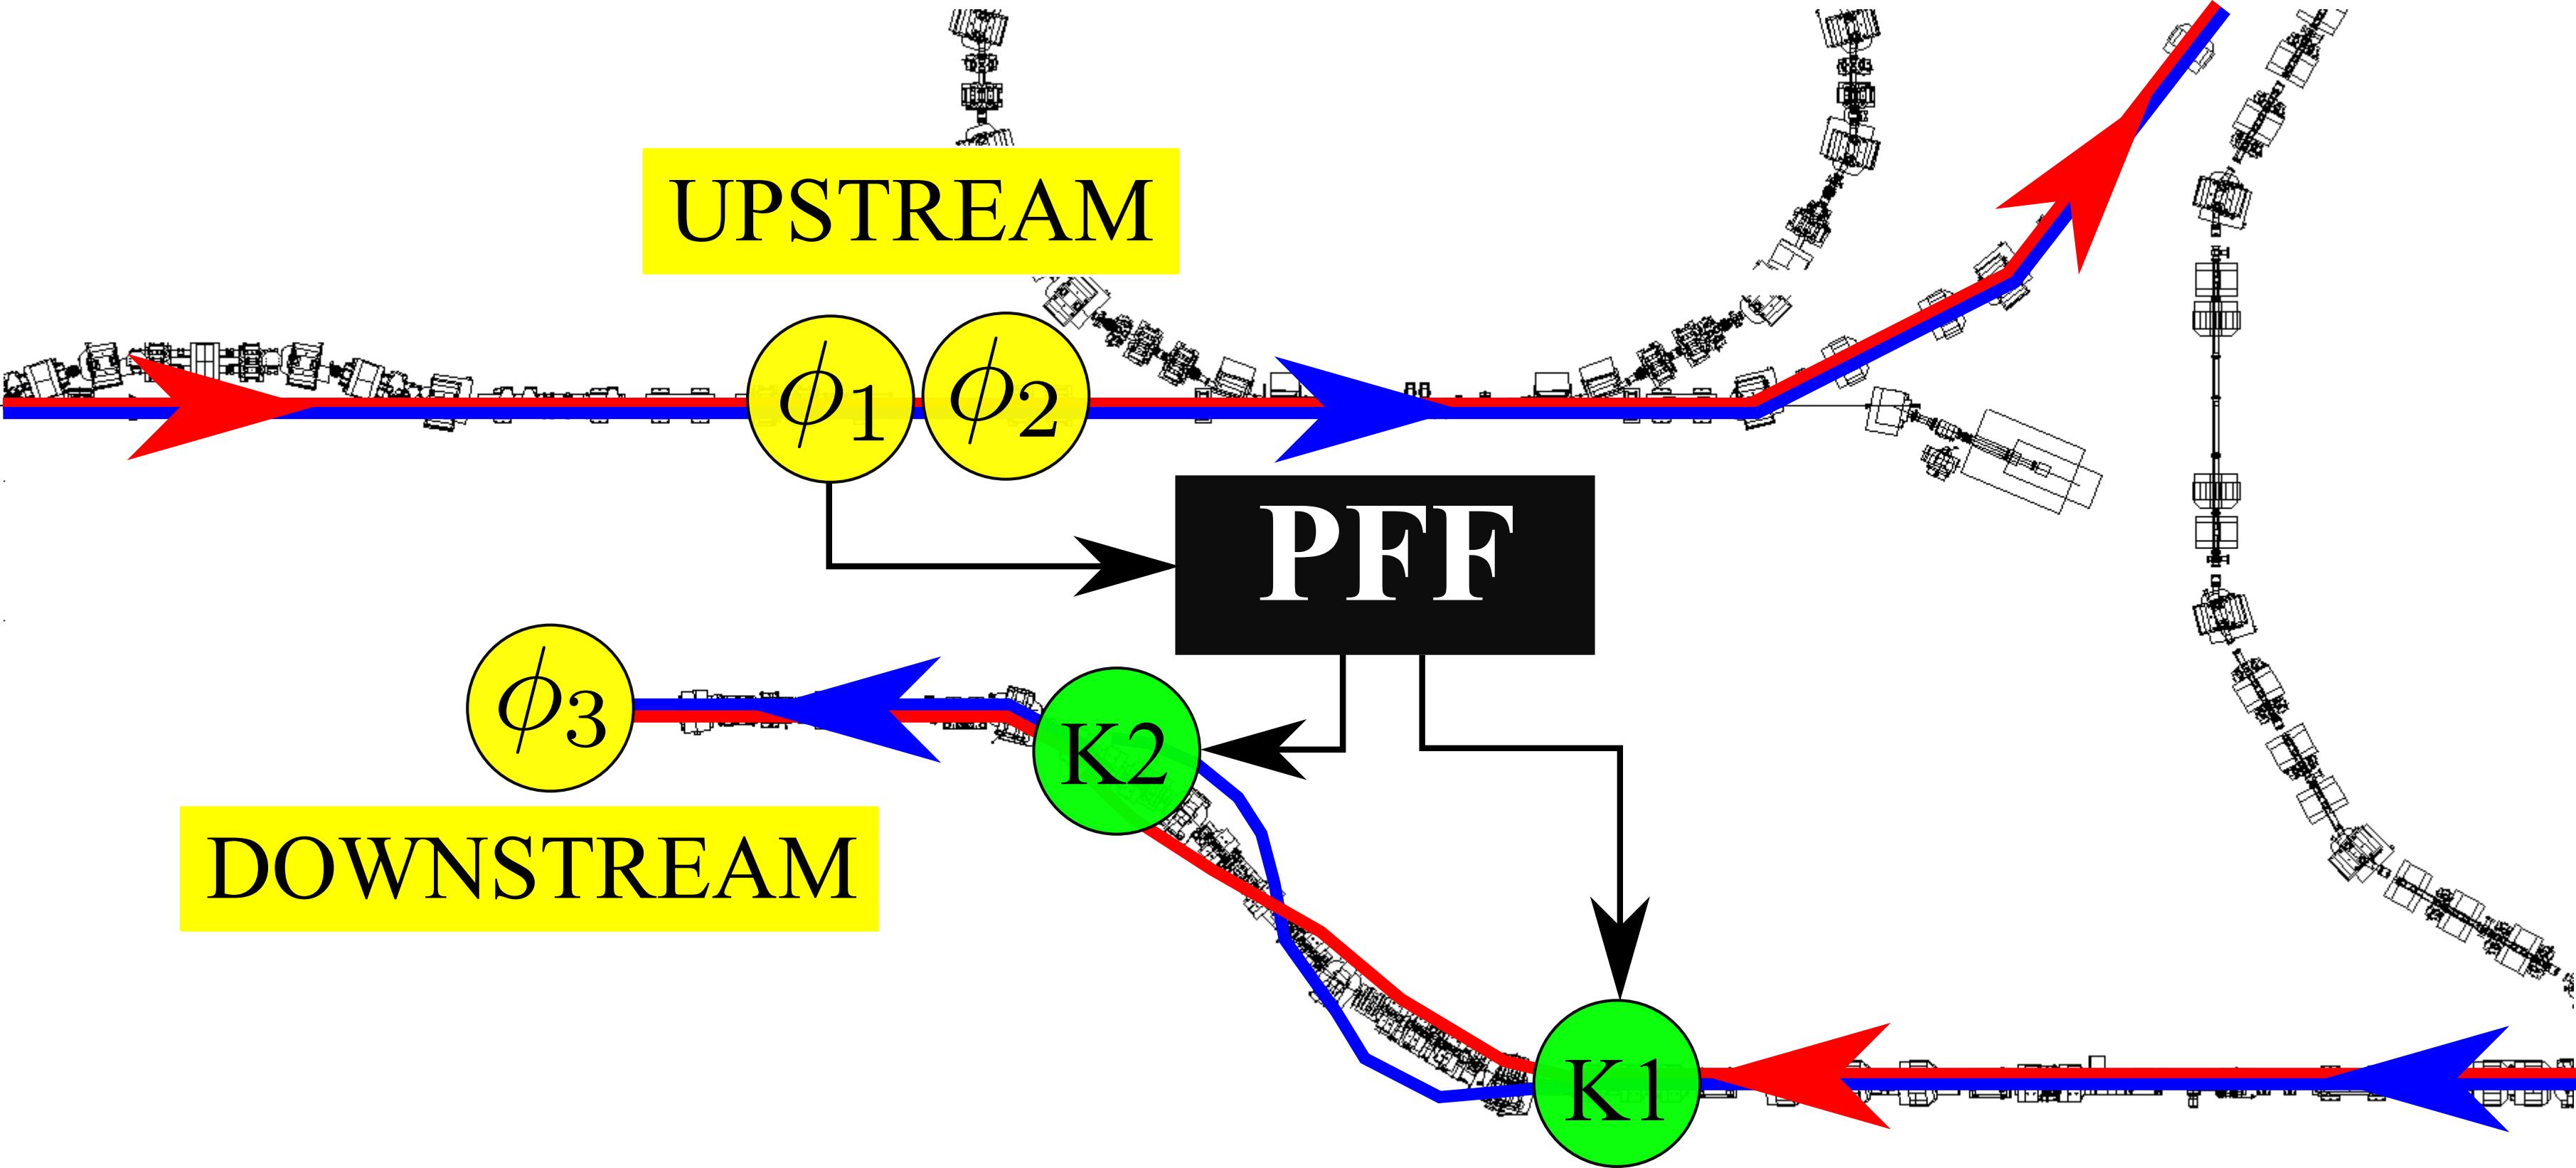 UPSTREAM
ϕ1
ϕ2
PFF
ϕ3
K2
DOWNSTREAM
K1